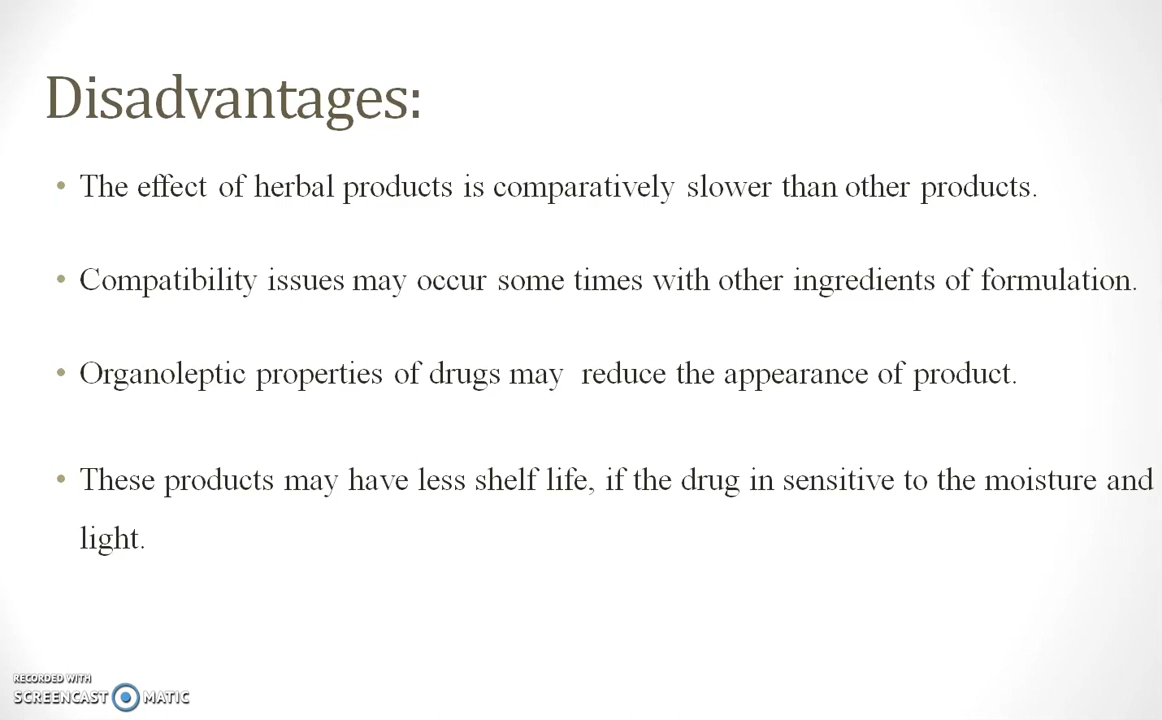 Disadvantages:
• The effect of herbal products is comparatively slower than other products.
• Compatibility issues may occur some times with other ingredients of formulation.
• Organoleptic properties of drugs may  reduce the appearance of product.
• These products may have less shelf life, if the drug in sensitive to the moisture and
light.
RECORDED WITH
SCREENCAST MATIC